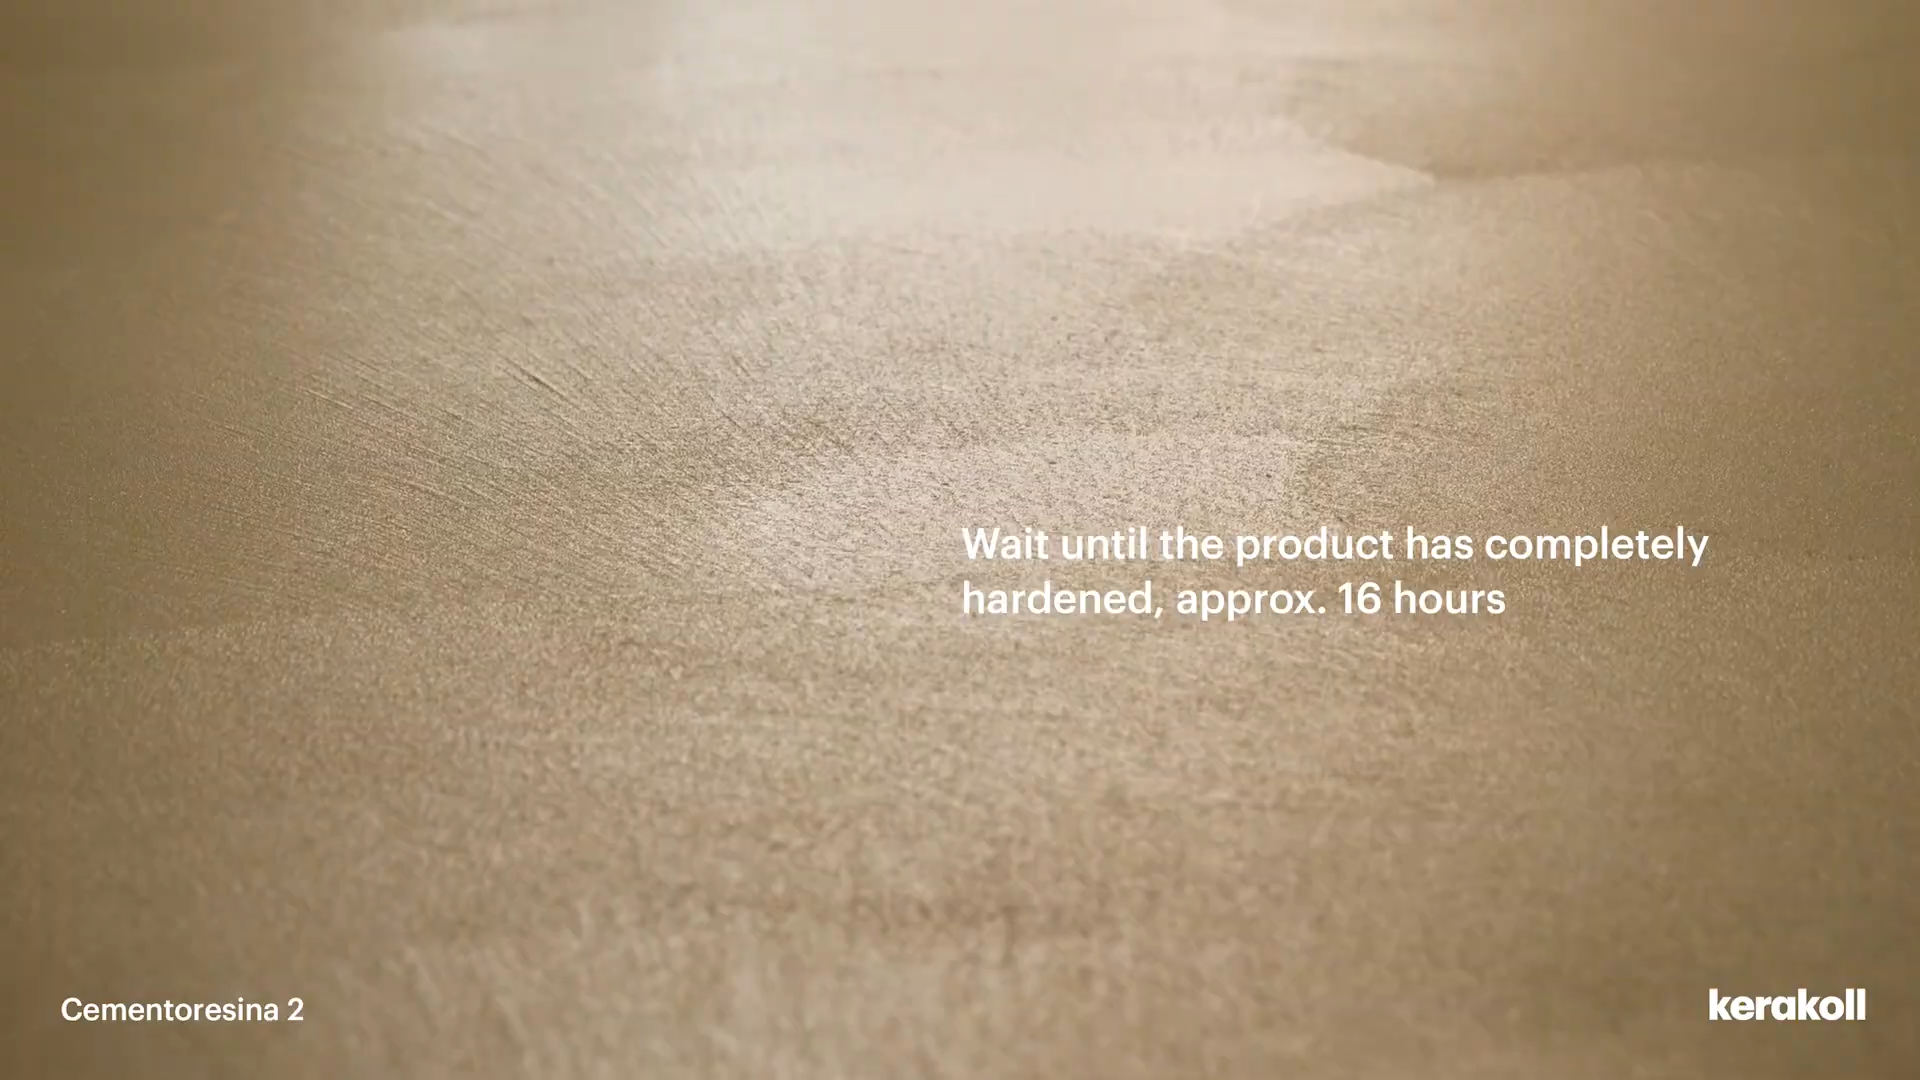 Wait until the product has completely
hardened, approx. 16 hours
Cementoresina 2
kerakoll